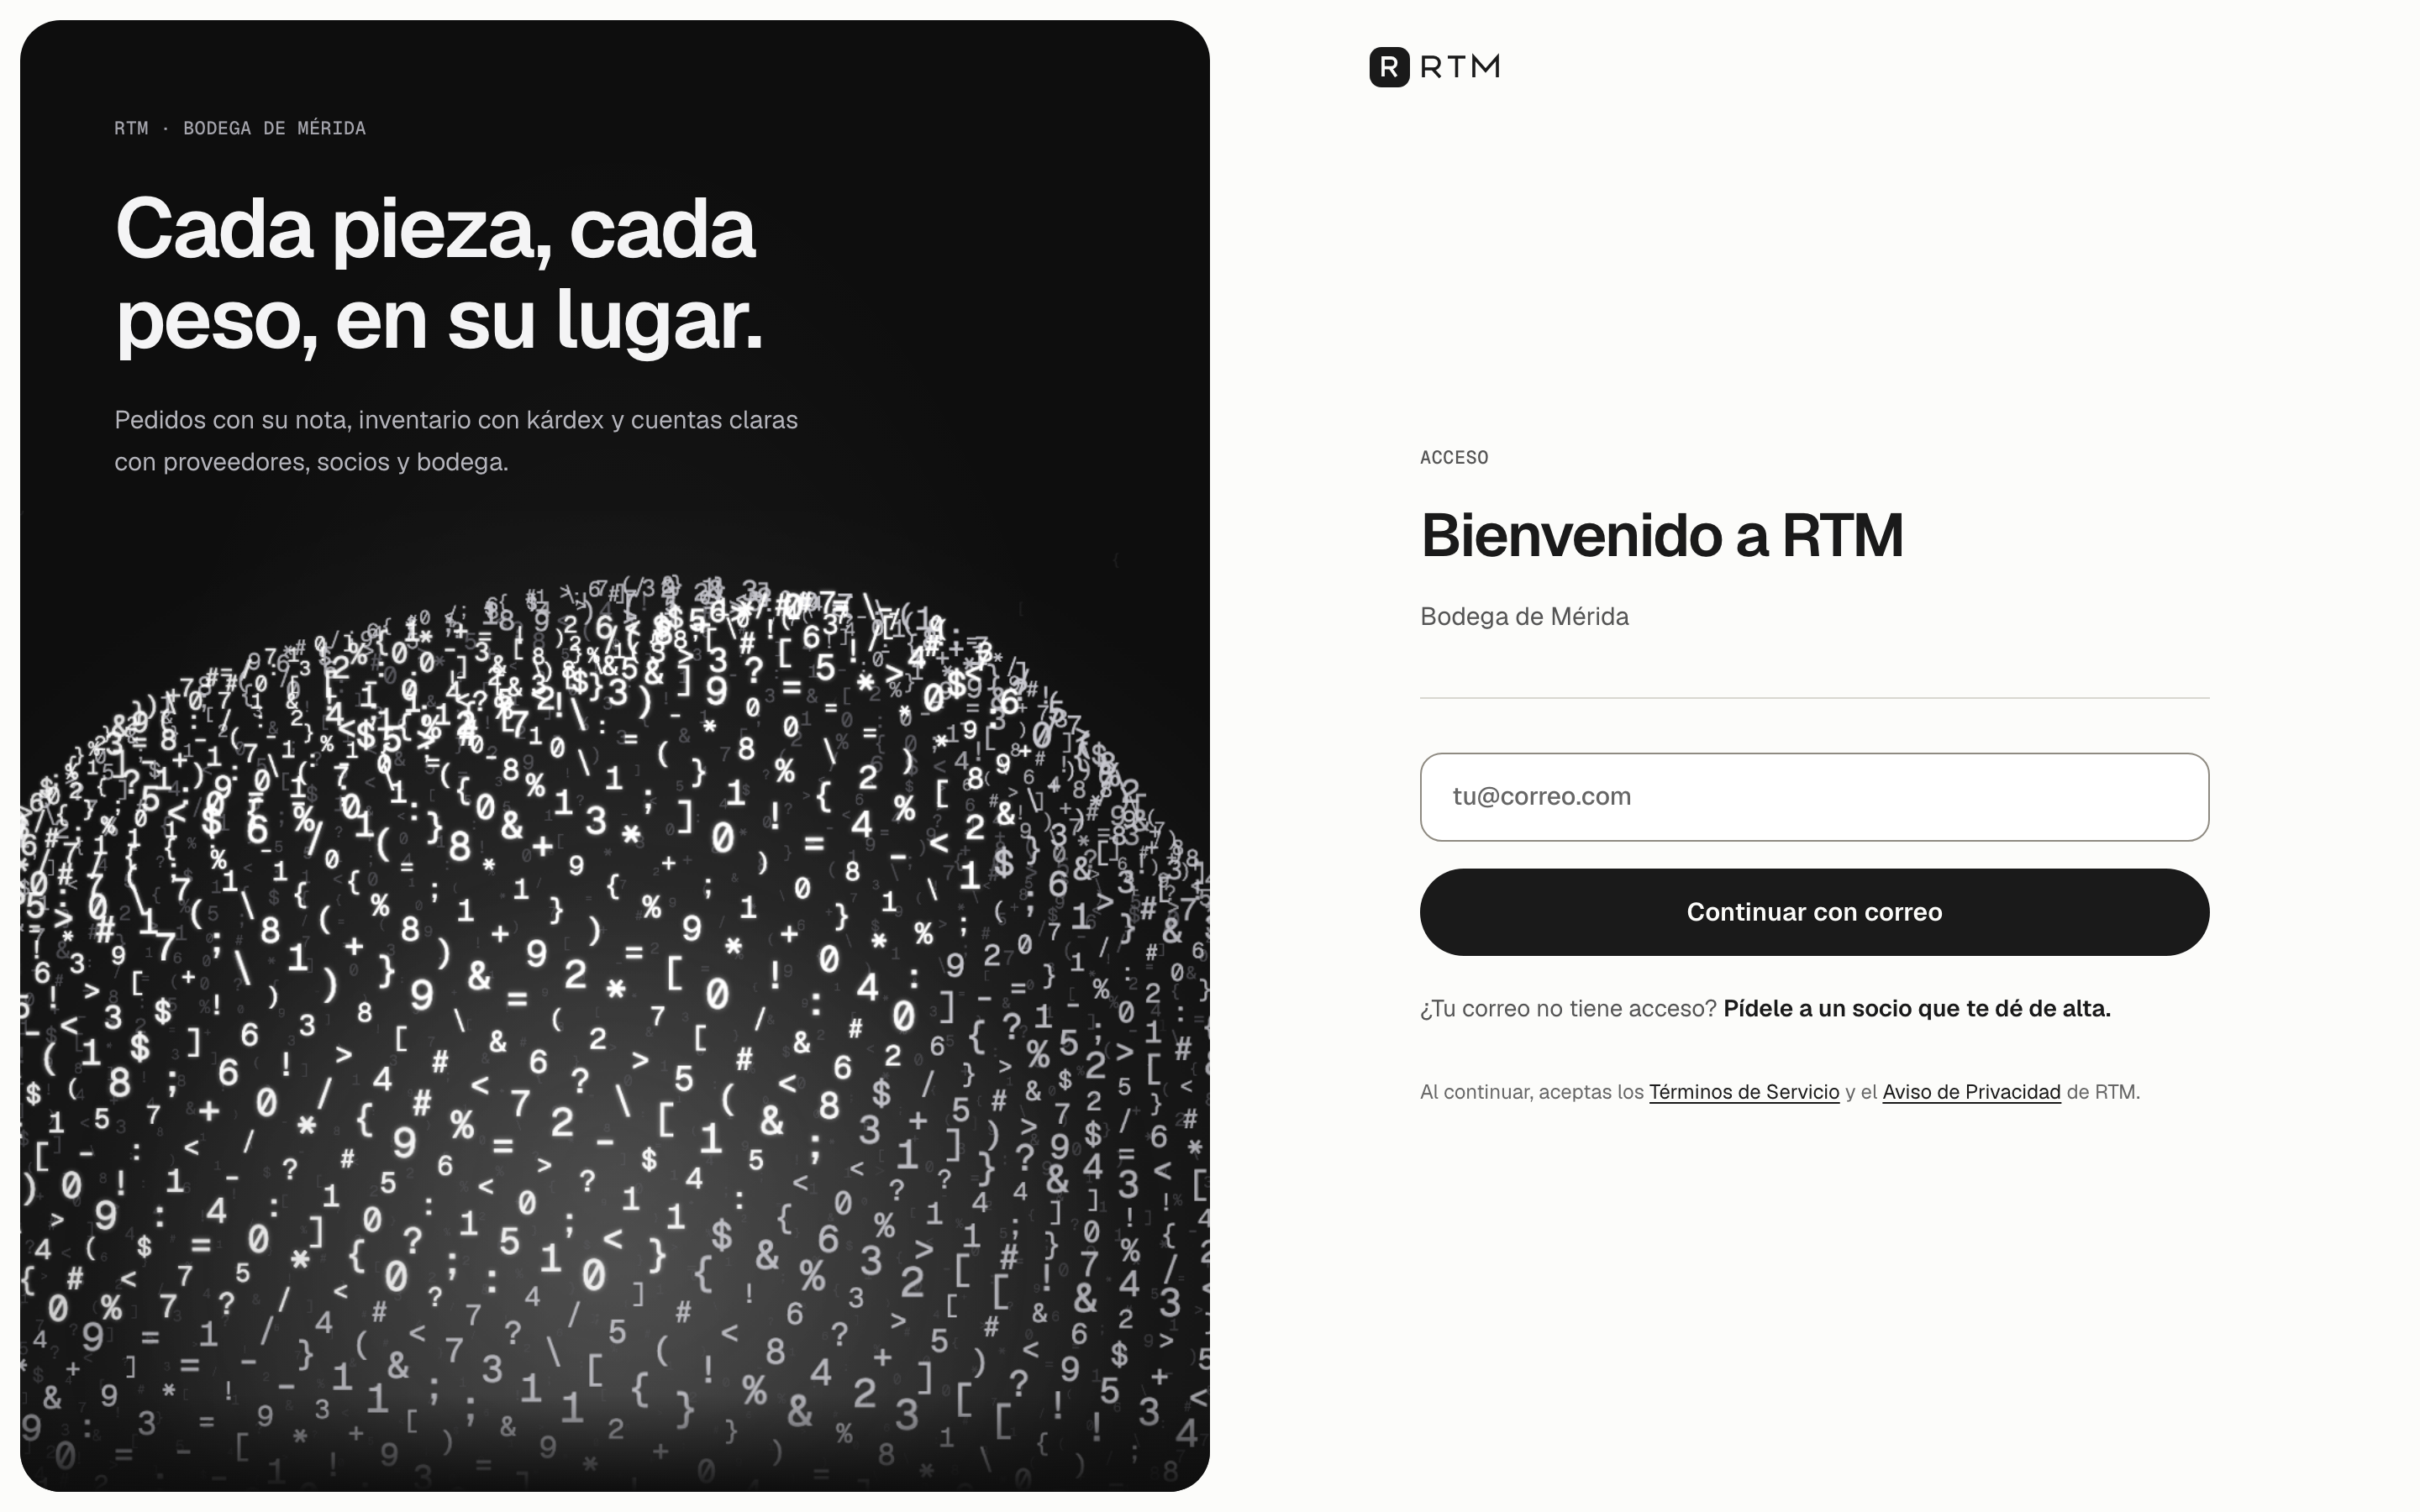 RTM · BODEGA DE MÉRIDA
Cada pieza, cada
peso, en su lugar.
Pedidos con su nota, inventario con kárdex y cuentas claras
con proveedores, socios y bodega.
R RTM
ACCESO
Bienvenido a RTM
Bodega de Mérida
tu@correo.com
Continuar con correo
¿Tu correo no tiene acceso? Pídele a un socio que te dé de alta.
Al continuar, aceptas los Términos de Servicio y el Aviso de Privacidad de RTM.